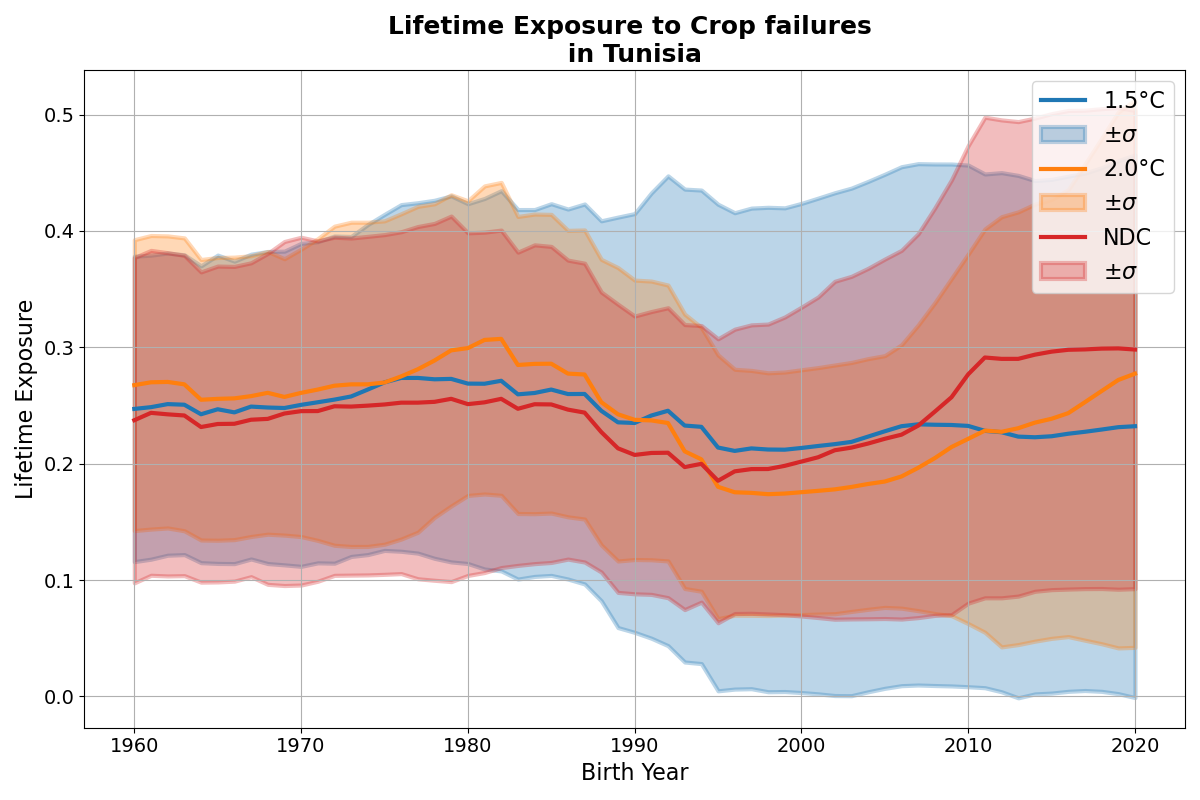 Lifetime Exposure to Crop failures
in Tunisia
Lifetime Exposure
0.5
0.4
0.3
0.2
0.1
0.0
1960 1970 1980 1990 2000 2010 2020
Birth Year
1.5°C
±σ
2.0°C
±σ
NDC
±σ